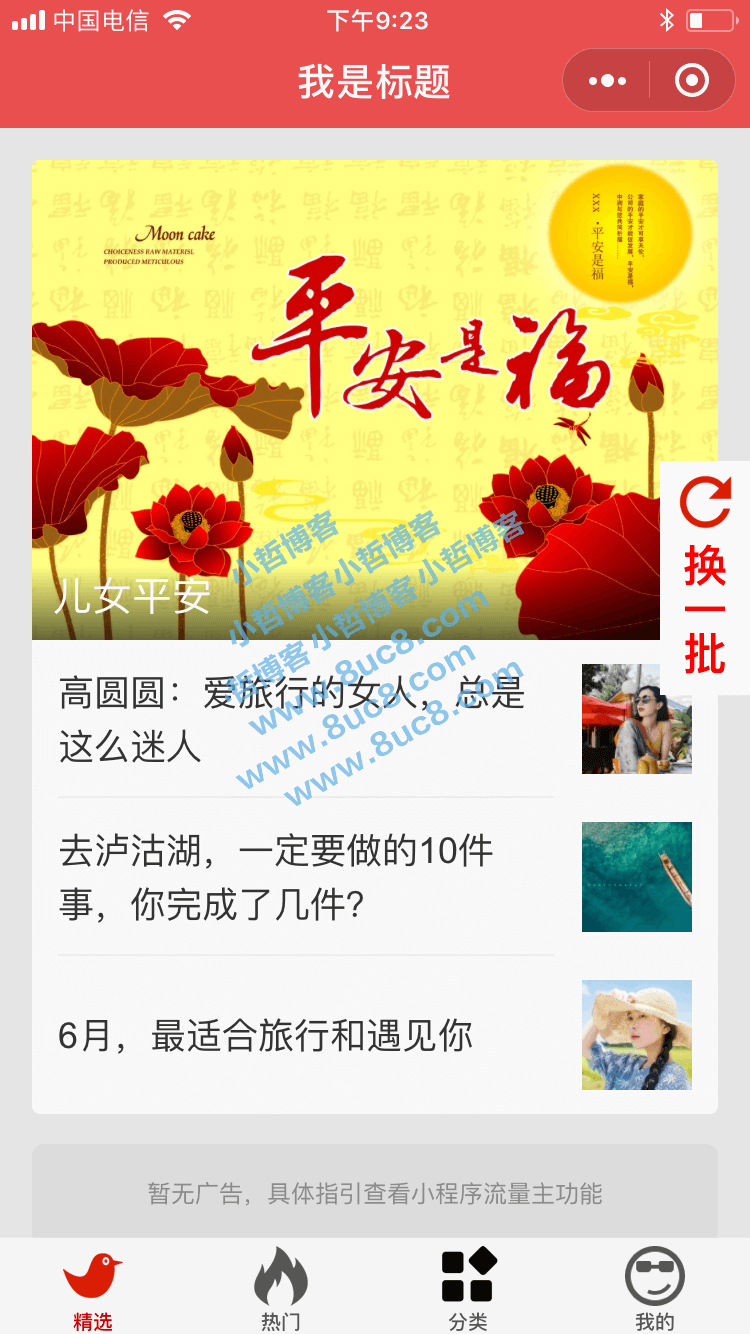 中国电信
下午9:23
我是标题
Moon cake
CHOICENESS RAW MATERISL
PRODUCED METICULOUS
平安是福
XXX·平安是福
儿女平安
换一批
小哲博客
小哲博客小哲博客
哲博客小哲博客小哲博客
www.8uc8.com
www.8uc8.com
www.8uc8.com
高圆圆：爱旅行的女人，总是
这么迷人
去泸沽湖，一定要做的10件
事，你完成了几件？
6月，最适合旅行和遇见你
暂无广告，具体指引查看小程序流量主功能
精选
热门
分类
我的